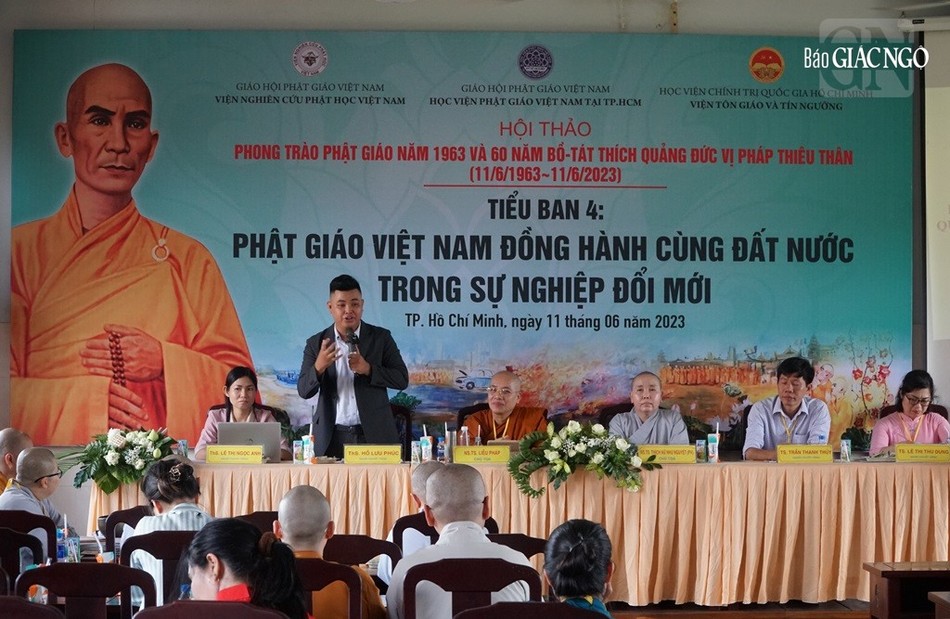 Báo GIÁC NGỘ
GN
GIÁO HỘI PHẬT GIÁO VIỆT NAM
VIỆN NGHIÊN CỨU PHẬT HỌC VIỆT NAM
GIÁO HỘI PHẬT GIÁO VIỆT NAM
HỌC VIỆN PHẬT GIÁO VIỆT NAM TẠI TP.HCM
HỌC VIỆN CHÍNH TRỊ QUỐC GIA HỒ CHÍ MINH
VIỆN TÔN GIÁO VÀ TÍN NGƯỠNG
HỘI THẢO
PHONG TRÀO PHẬT GIÁO NĂM 1963 VÀ 60 NĂM BỒ-TÁT THÍCH QUẢNG ĐỨC VỊ PHÁP THIÊU THÂN
(11/6/1963~11/6/2023)
TIỂU BAN 4:
PHẬT GIÁO VIỆT NAM ĐỒNG HÀNH CÙNG ĐẤT NƯỚC
TRONG SỰ NGHIỆP ĐỔI MỚI
TP. Hồ Chí Minh, ngày 11 tháng 06 năm 2023
ThS. LÊ THỊ NGỌC ANH
ThS. HỒ LƯU PHÚC
TS. LIỄU PHÁP
TS. TRẦN THANH THỦY
TS. LÊ THỊ THU DUNG